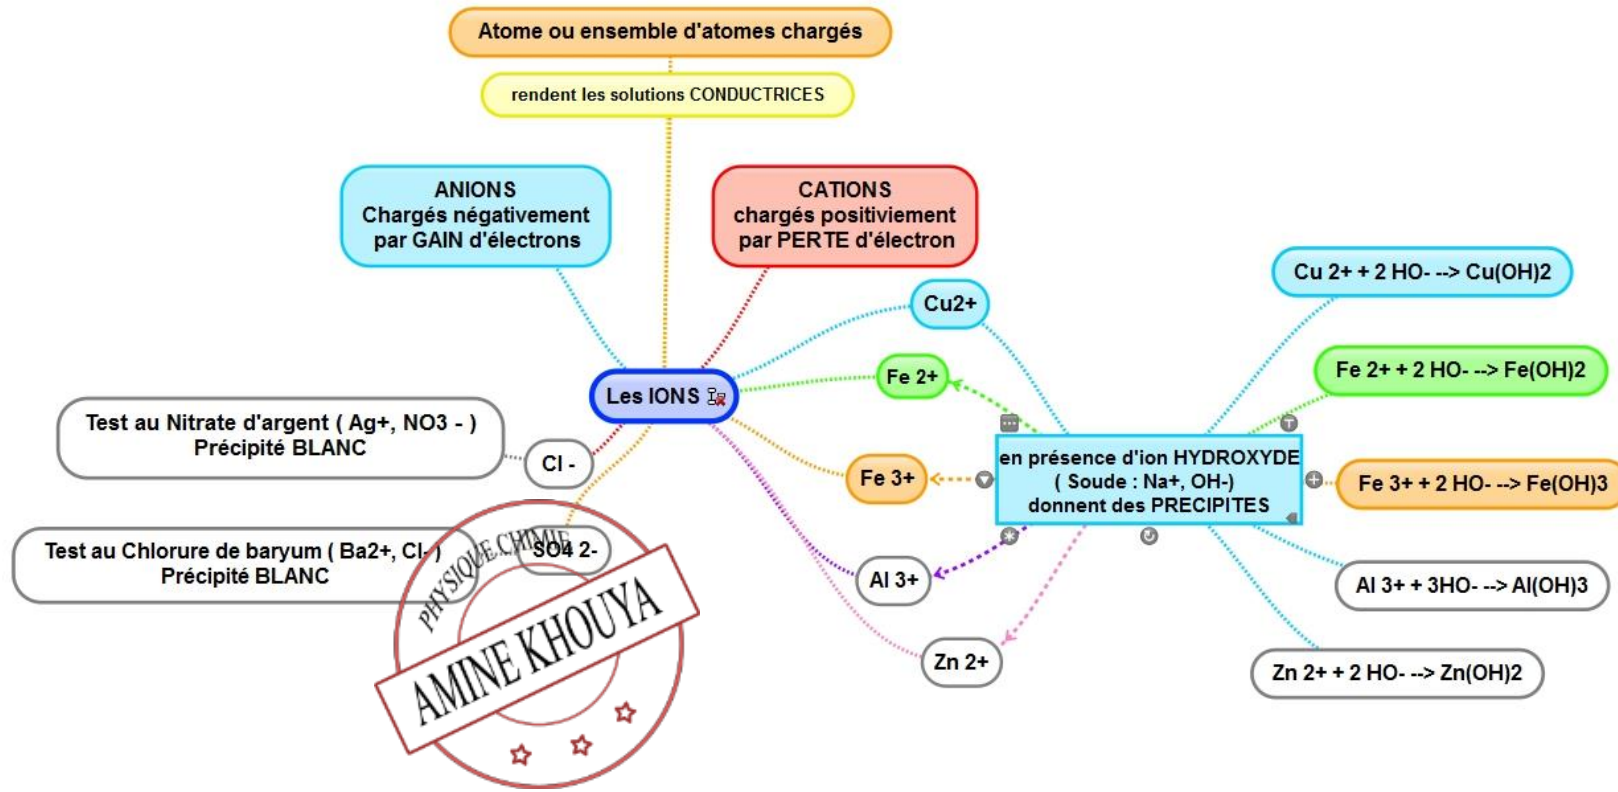 Atome ou ensemble d'atomes chargés
rendent les solutions CONDUCTRICES
ANIONS
Chargés négativement
par GAIN d'électrons
CATIONS
chargés positiviement
par PERTE d'électron
Cu2+
Fe 2+
Les IONS
Fe 3+
Al 3+
Zn 2+
Test au Nitrate d'argent ( Ag+, NO3 - )
Précipité BLANC
Cl -
Test au Chlorure de baryum ( Ba2+, Cl- )
Précipité BLANC
SO4 2-
en présence d'ion HYDROXYDE
( Soude : Na+, OH-)
donnent des PRECIPITES
Cu 2+ + 2 HO- --> Cu(OH)2
Fe 2+ + 2 HO- --> Fe(OH)2
Fe 3+ + 2 HO- --> Fe(OH)3
Al 3+ + 3HO- --> Al(OH)3
Zn 2+ + 2 HO- --> Zn(OH)2
PHYSIQUE.CHIMIE
AMINE KHOUYA